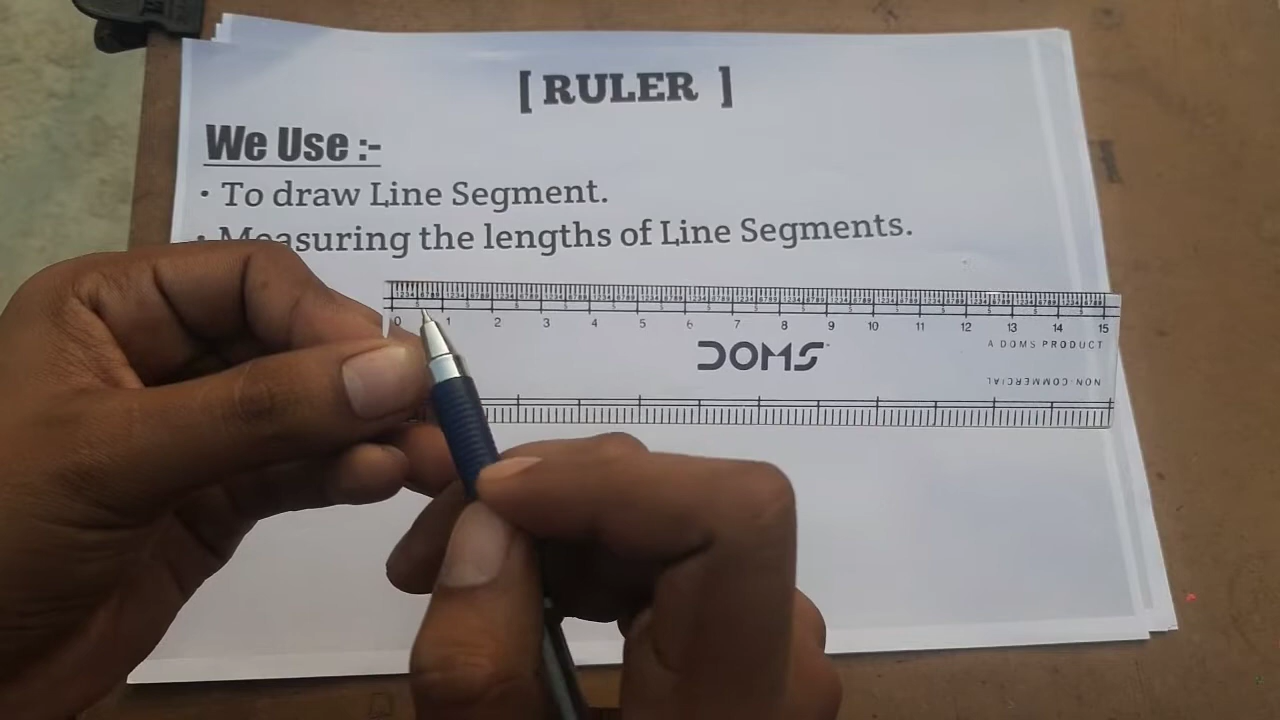 [ RULER ]
We Use :-
• To draw Line Segment.
• Measuring the lengths of Line Segments.
0 1 2 3 4 5 6 7 8 9 10 11 12 13 14 15
DOMS
A DOMS PRODUCT
NON-COMMERCIAL